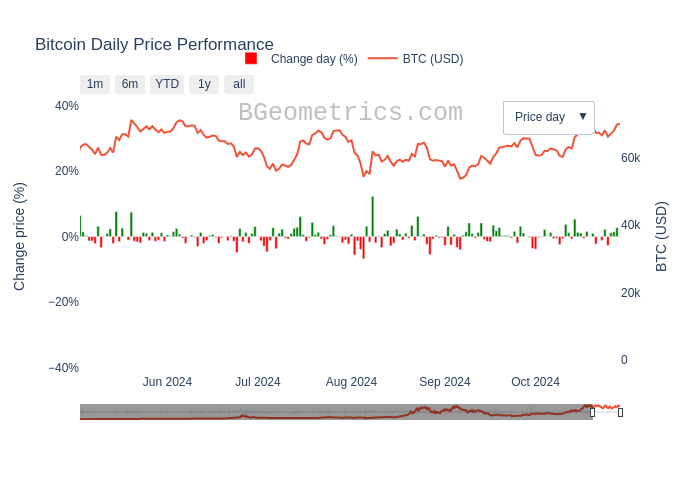 Bitcoin Daily Price Performance
Change day (%) BTC (USD)
1m 6m YTD 1y all
BGeometrics.com
Price day ▼
40%
20%
0%
−20%
−40%
Change price (%)
60k
40k
20k
0
BTC (USD)
Jun 2024 Jul 2024 Aug 2024 Sep 2024 Oct 2024